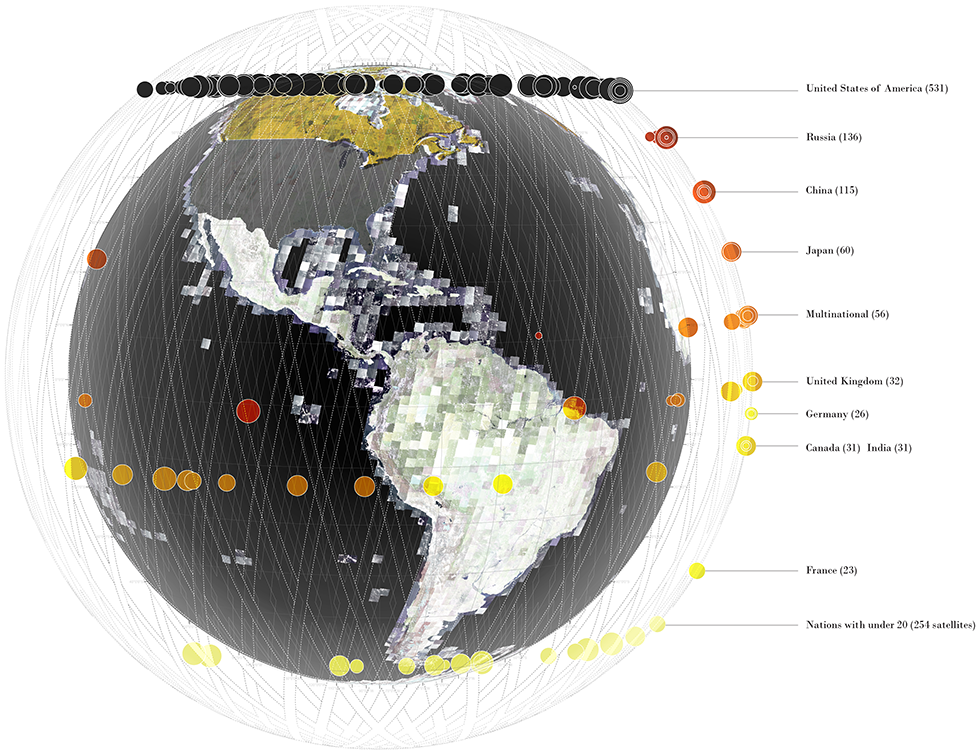 United States of America (531)
Russia (136)
China (115)
Japan (60)
Multinational (56)
United Kingdom (32)
Germany (26)
Canada (31) India (31)
France (23)
Nations with under 20 (254 satellites)